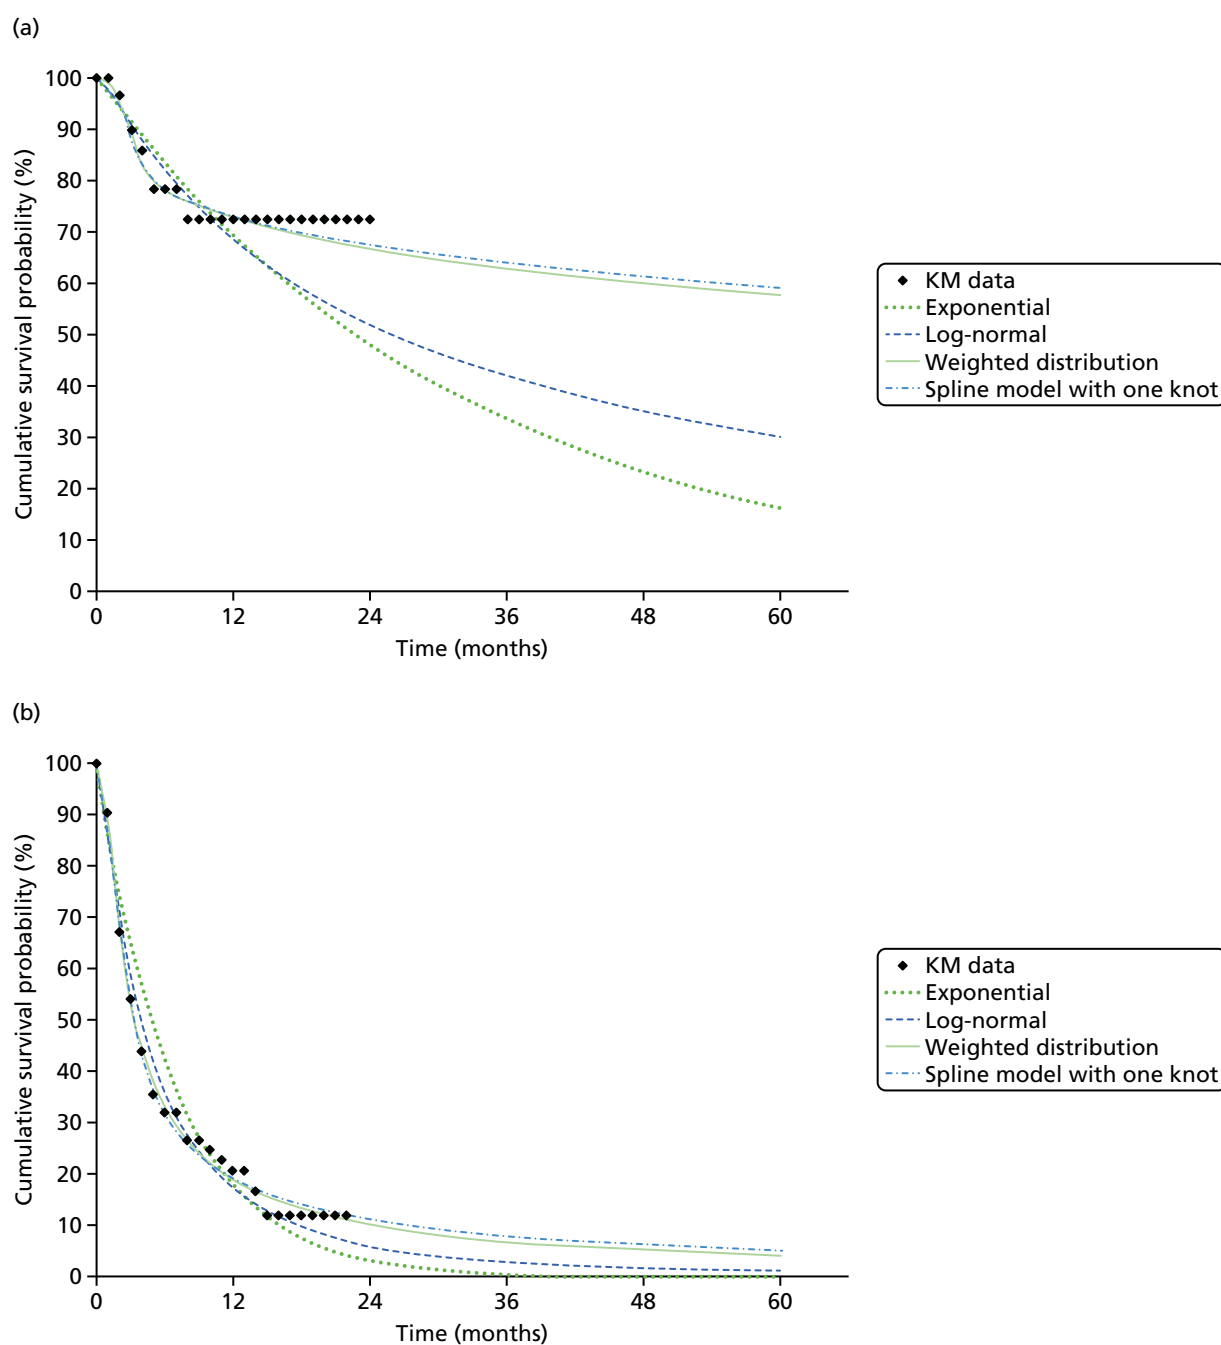 (a)
Cumulative survival probability (%)
100
90
80
70
60
50
40
30
20
10
0
0 12 24 36 48 60
Time (months)
KM data
Exponential
Log-normal
Weighted distribution
Spline model with one knot
(b)
Cumulative survival probability (%)
100
90
80
70
60
50
40
30
20
10
0
0 12 24 36 48 60
Time (months)
KM data
Exponential
Log-normal
Weighted distribution
Spline model with one knot